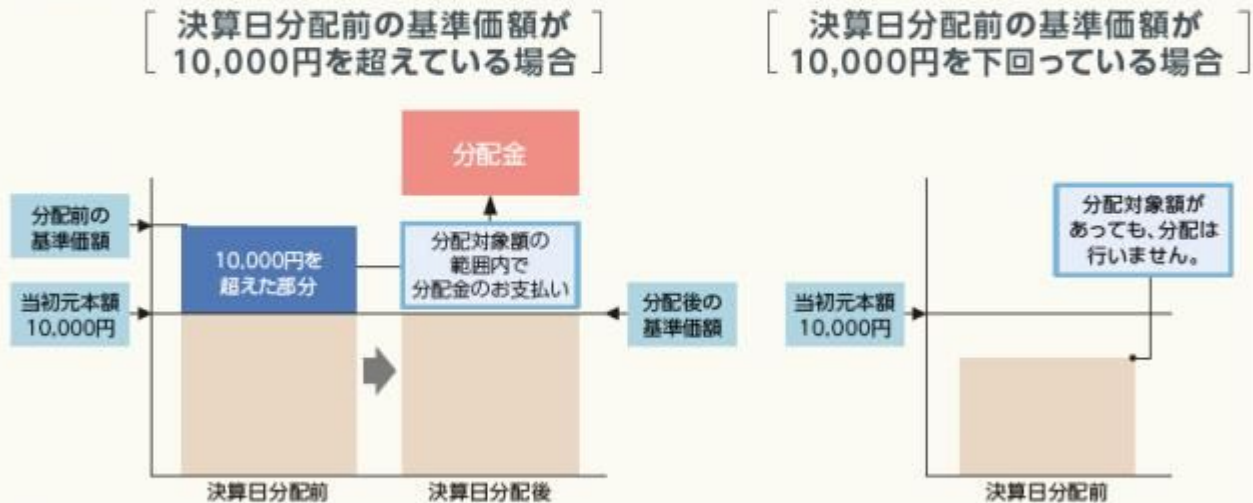 決算日分配前の基準価額が
10,000円を超えている場合
分配金
分配前の
基準価額
10,000円を
超えた部分
分配対象額の
範囲内で
分配金のお支払い
当初元本額
10,000円
分配後の
基準価額
決算日分配前
決算日分配後
決算日分配前の基準価額が
10,000円を下回っている場合
分配対象額が
あっても、分配は
行いません。
当初元本額
10,000円
決算日分配前